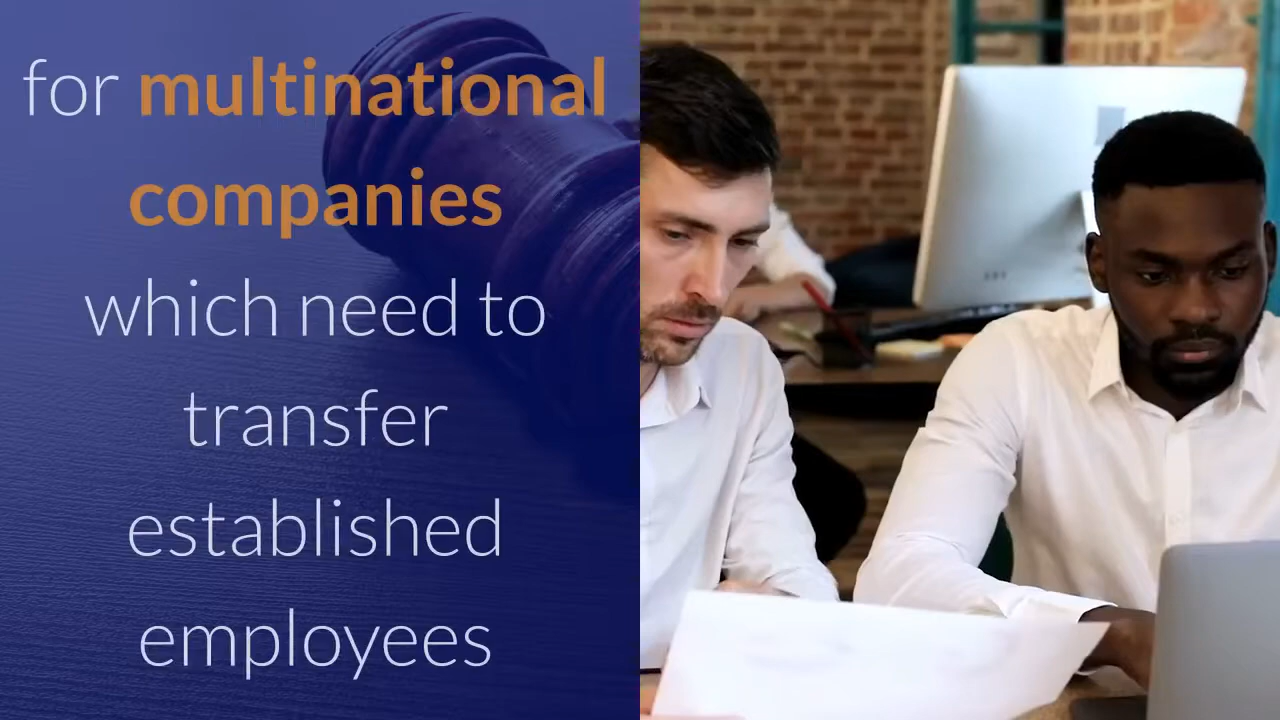 for multinational
companies
which need to
transfer
established
employees